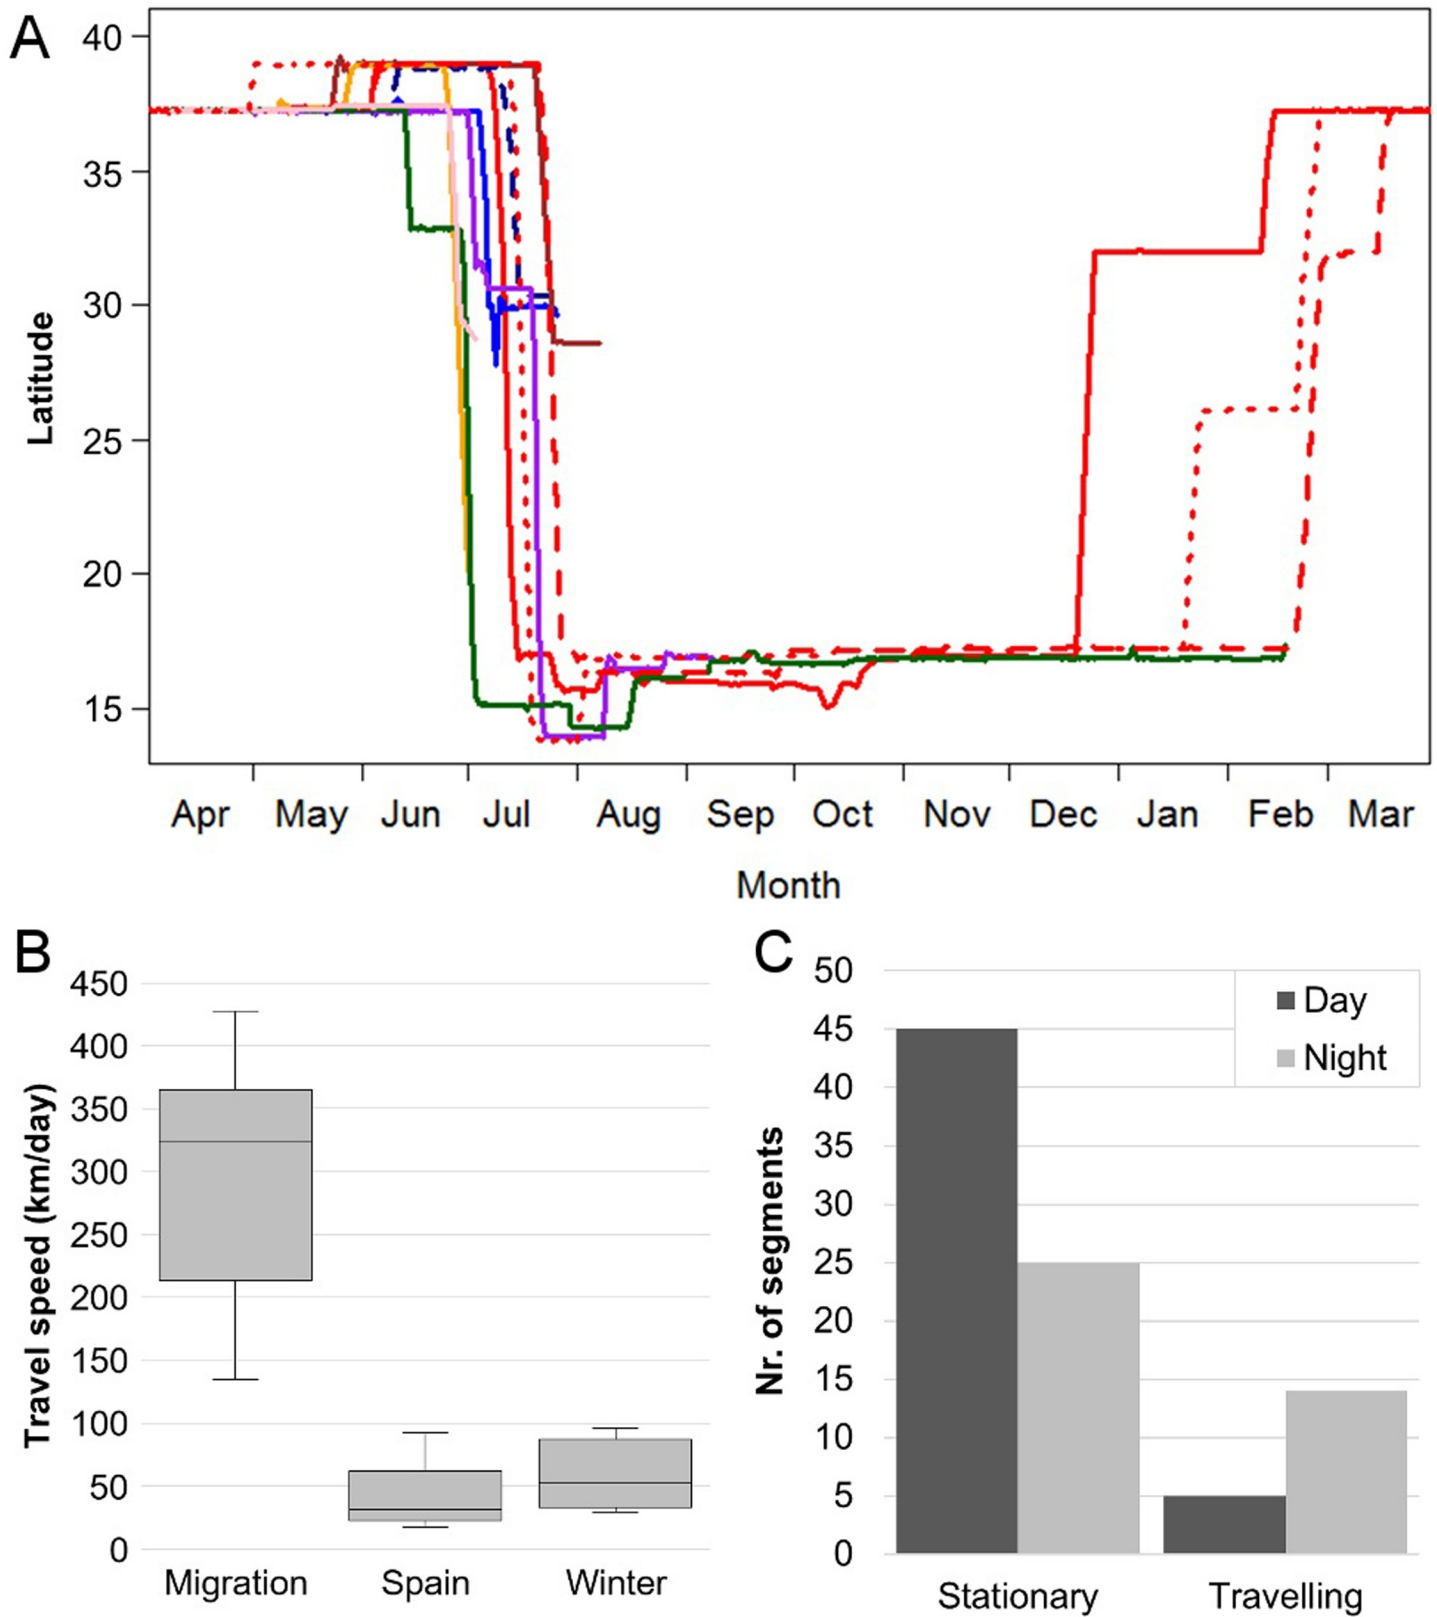 A
40
35
30
25
20
15
Latitude
Apr May Jun Jul Aug Sep Oct Nov Dec Jan Feb Mar
Month
B
450
400
350
300
250
200
150
100
50
0
Travel speed (km/day)
Migration Spain Winter
C
50
45
40
35
30
25
20
15
10
5
0
Nr. of segments
Day
Night
Stationary Travelling